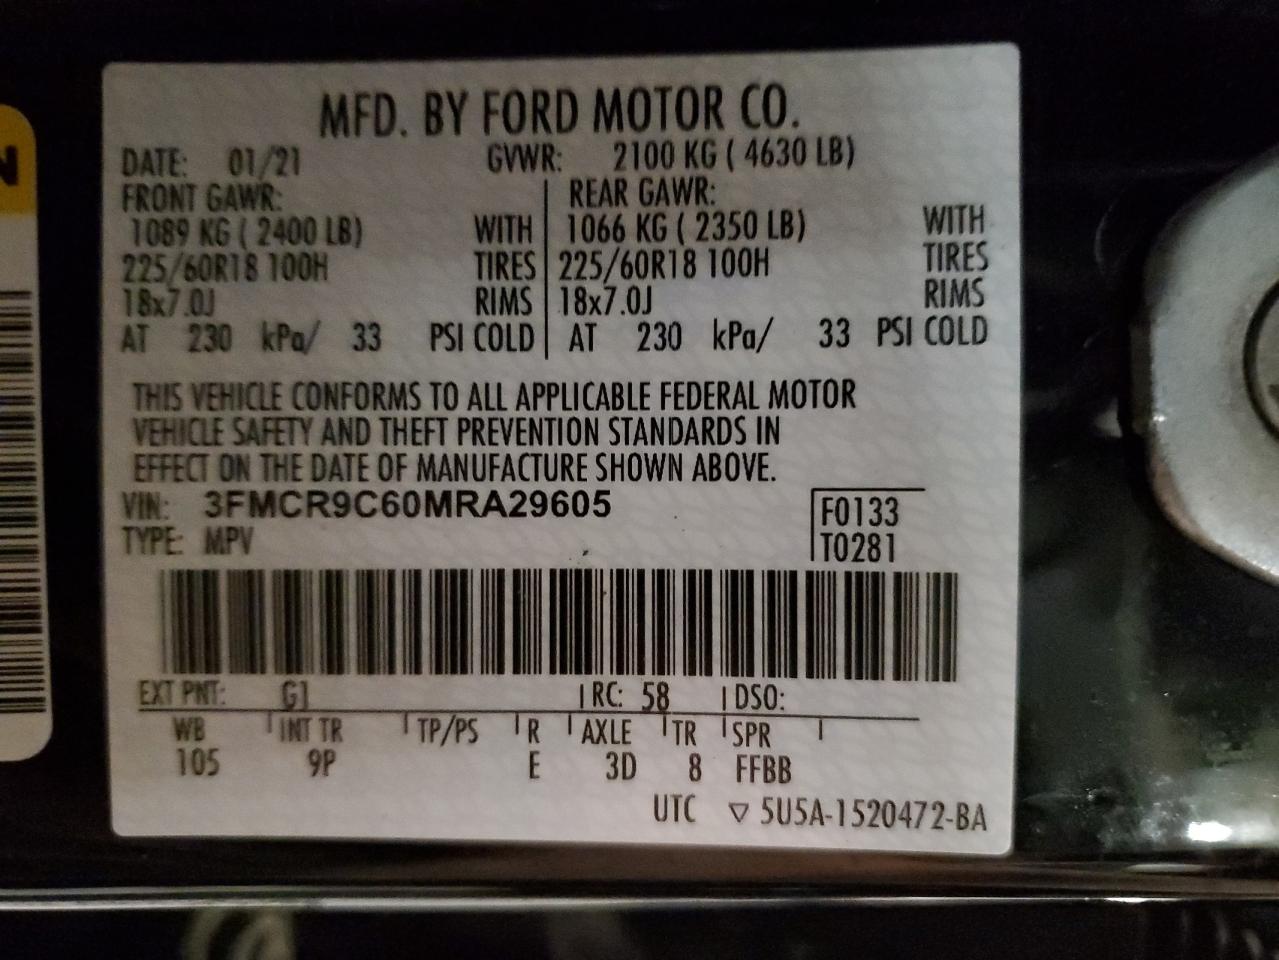 MFD. BY FORD MOTOR CO.
DATE: 01/21 GVWR: 2100 KG ( 4630 LB)
FRONT GAWR: REAR GAWR:
1089 KG ( 2400 LB) WITH 1066 KG ( 2350 LB) WITH
225/60R18 100H TIRES 225/60R18 100H TIRES
18x7.0J RIMS 18x7.0J RIMS
AT 230 kPa/ 33 PSI COLD AT 230 kPa/ 33 PSI COLD
THIS VEHICLE CONFORMS TO ALL APPLICABLE FEDERAL MOTOR
VEHICLE SAFETY AND THEFT PREVENTION STANDARDS IN
EFFECT ON THE DATE OF MANUFACTURE SHOWN ABOVE.
VIN: 3FMCR9C60MRA29605 F0133
TYPE: MPV T0281
EXT PNT: G1 RC: 58 DSO:
WB INT TR TP/PS R AXLE TR SPR
105 9P E 3D 8 FFBB
UTC ▽ 5U5A-1520472-BA
N